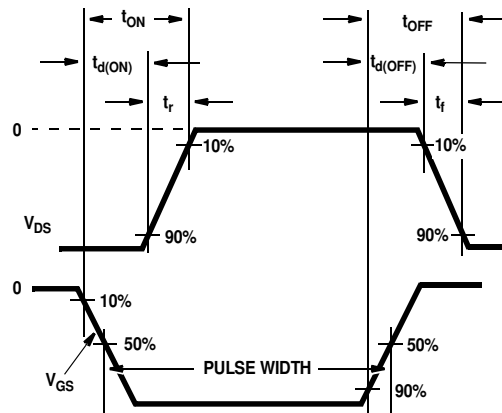 tON tOFF
td(ON) td(OFF)
tr tf
0
10% 10%
VDS
90% 90%
0
10%
50% 50%
VGS
PULSE WIDTH
90%